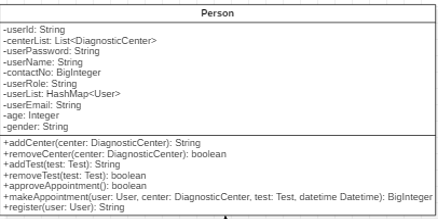 Person
-userId: String
-centerList: List<DiagnosticCenter>
-userPassword: String
-userName: String
-contactNo: BigInteger
-userRole: String
-userList: HashMap<User>
-userEmail: String
-age: Integer
-gender: String
+addCenter(center: DiagnosticCenter): String
+removeCenter(center: DiagnosticCenter): boolean
+addTest(test: Test): String
+removeTest(test: Test): boolean
+approveAppointment(): boolean
+makeAppointment(user: User, center: DiagnosticCenter, test: Test, datetime Datetime): BigInteger
+register(user: User): String